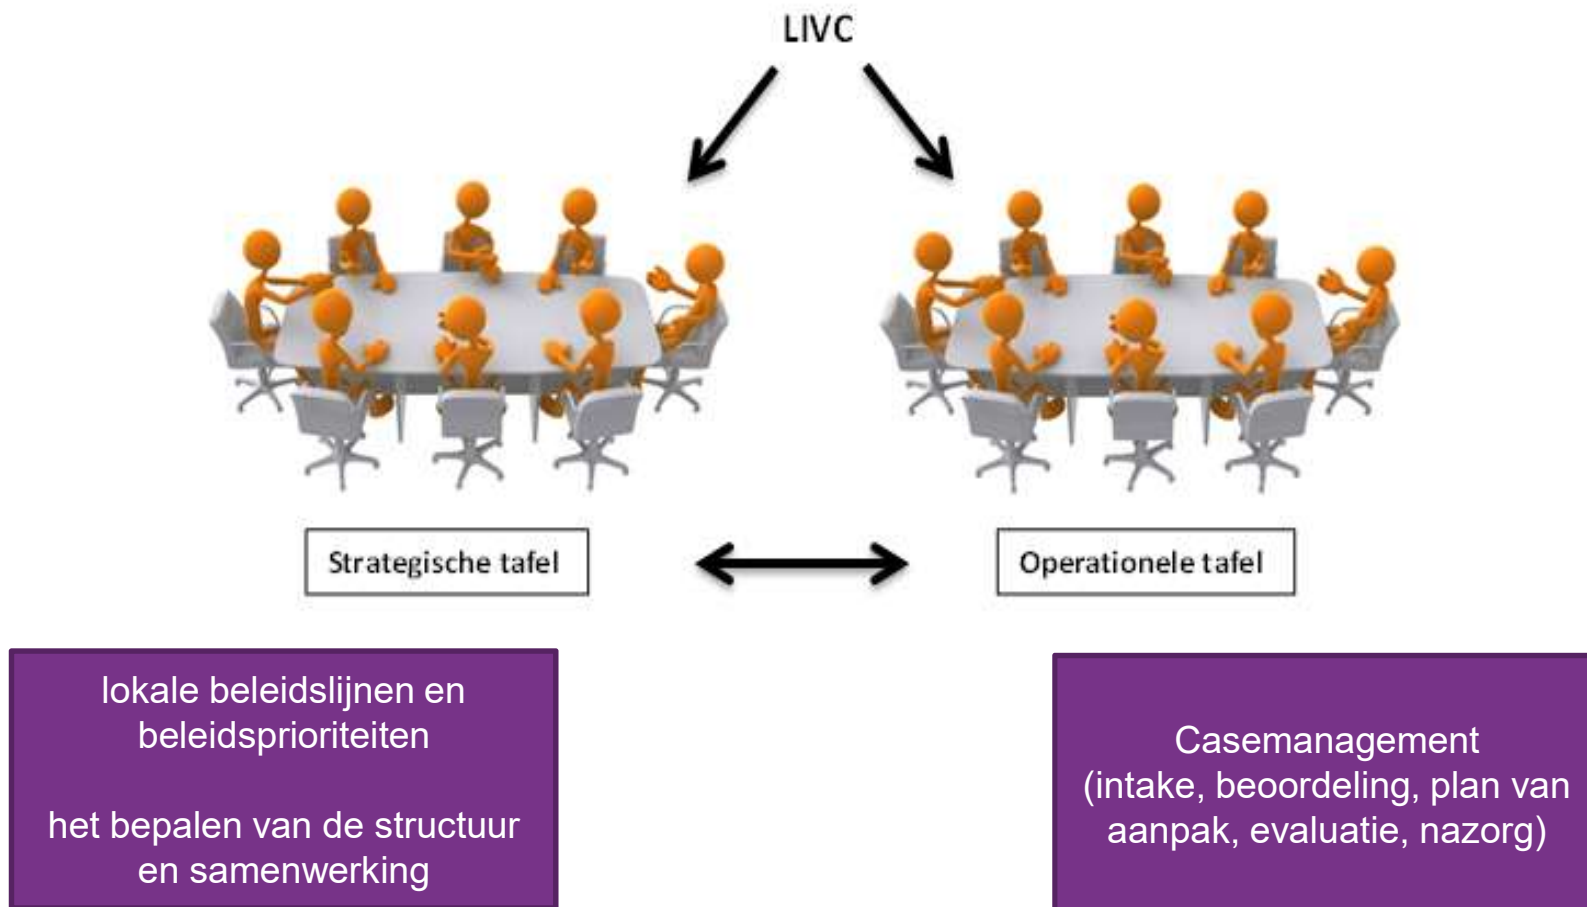 LIVC
Strategische tafel
Operationele tafel
lokale beleidslijnen en
beleidsprioriteiten
het bepalen van de structuur
en samenwerking
Casemanagement
(intake, beoordeling, plan van
aanpak, evaluatie, nazorg)